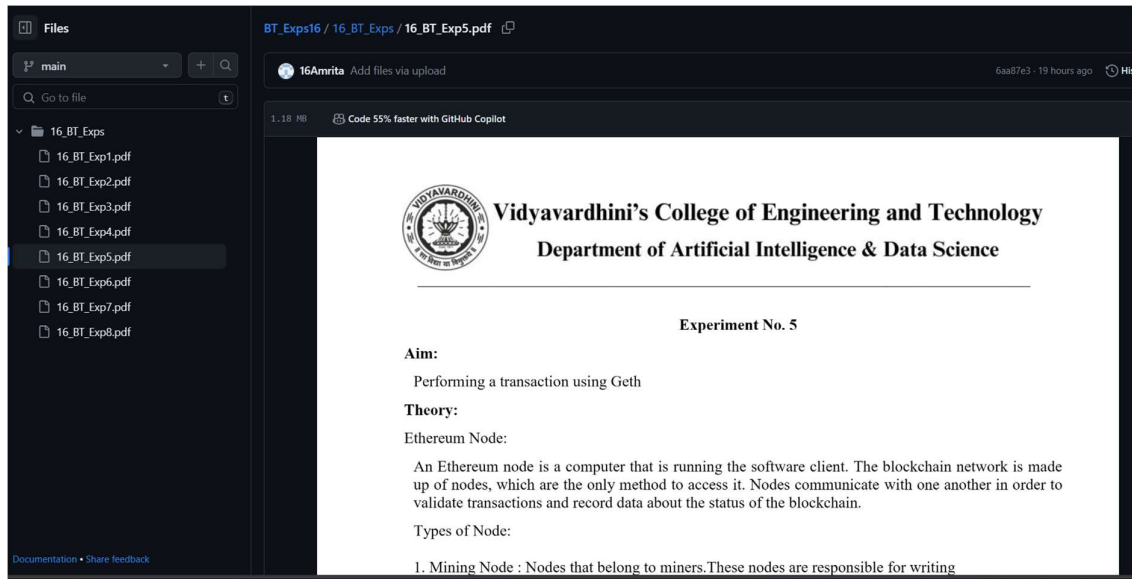 Files
main
Go to file
t
16_BT_Exps
16_BT_Exp1.pdf
16_BT_Exp2.pdf
16_BT_Exp3.pdf
16_BT_Exp4.pdf
16_BT_Exp5.pdf
16_BT_Exp6.pdf
16_BT_Exp7.pdf
16_BT_Exp8.pdf
Documentation • Share feedback
BT_Exps16 / 16_BT_Exps / 16_BT_Exp5.pdf
16Amrita Add files via upload
6aa87e3 · 19 hours ago His
1.18 MB Code 55% faster with GitHub Copilot
Vidyavardhini’s College of Engineering and Technology
Department of Artificial Intelligence & Data Science
Experiment No. 5
Aim:
Performing a transaction using Geth
Theory:
Ethereum Node:
An Ethereum node is a computer that is running the software client. The blockchain network is made
up of nodes, which are the only method to access it. Nodes communicate with one another in order to
validate transactions and record data about the status of the blockchain.
Types of Node:
1. Mining Node : Nodes that belong to miners.These nodes are responsible for writing